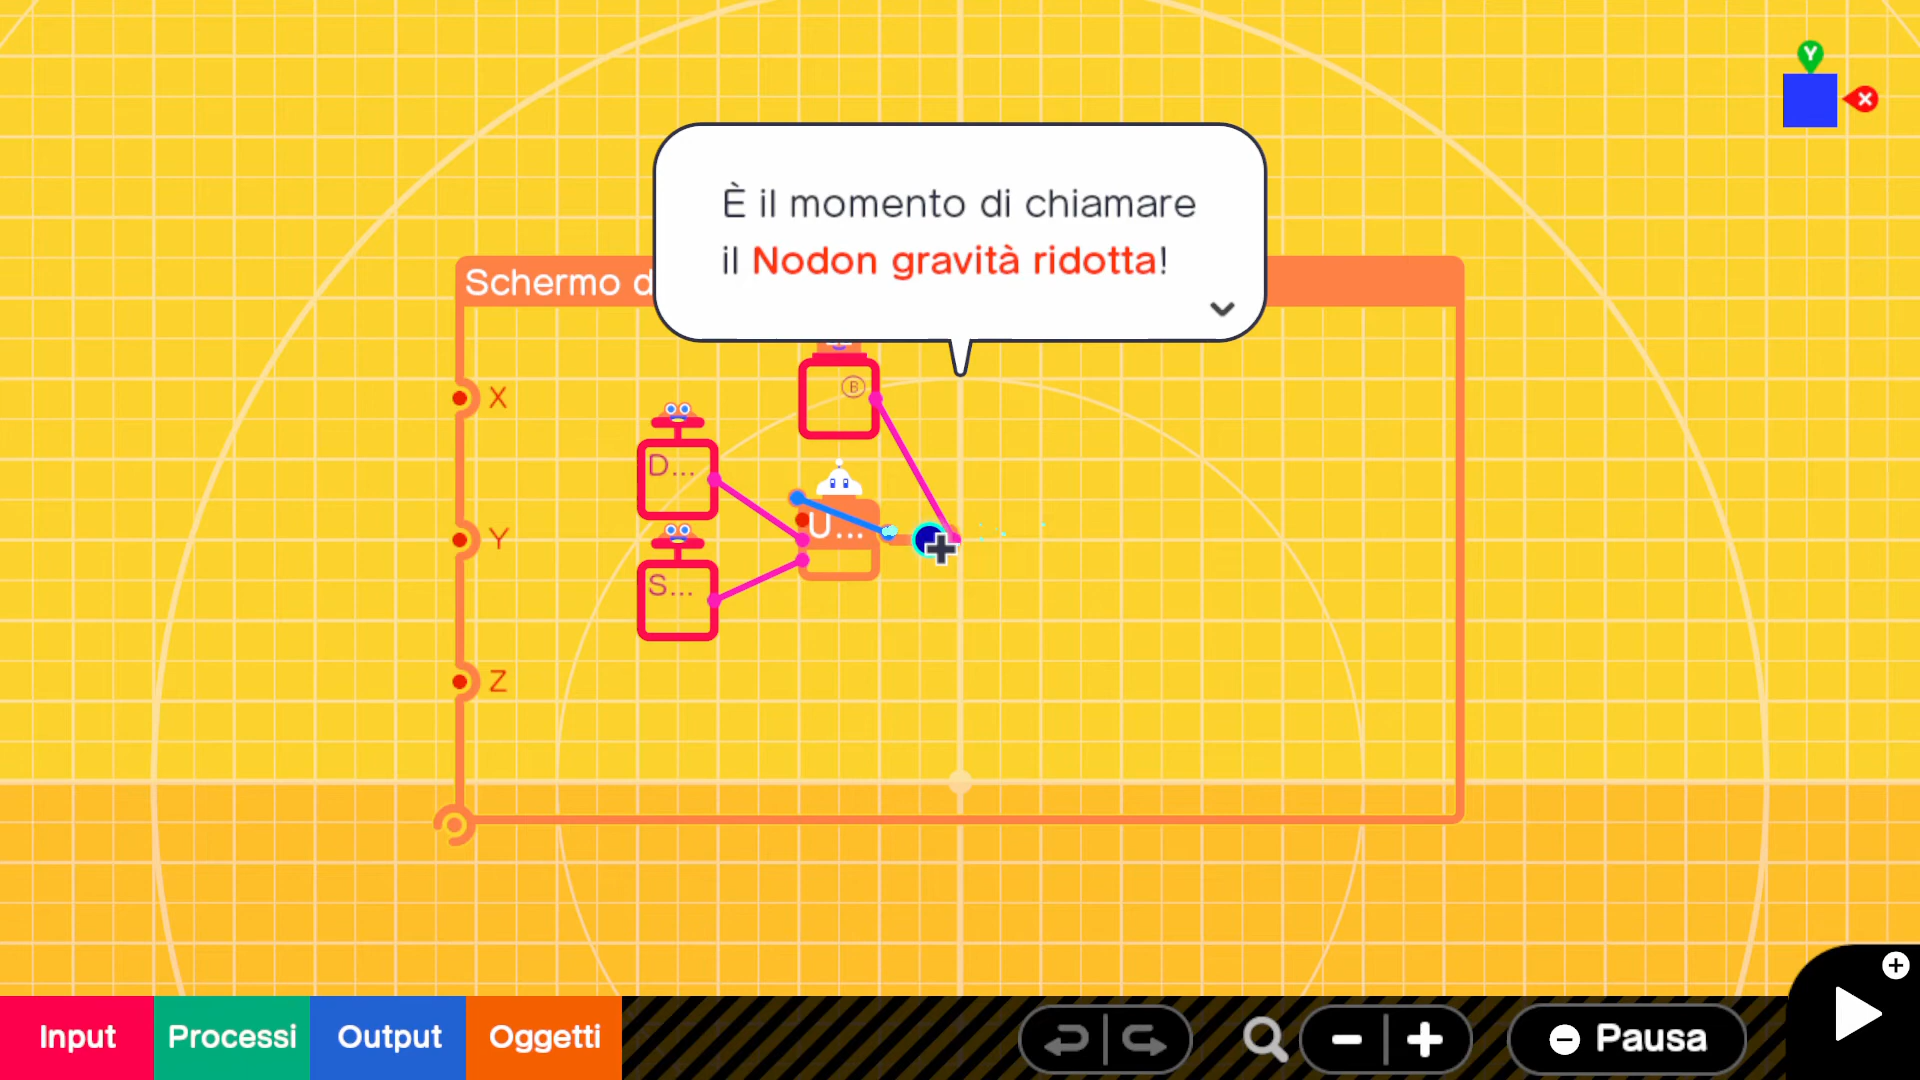 Y
X
È il momento di chiamare
il Nodon gravità ridotta!
Schermo d
B
X
D...
U...
Y
S...
Z
Input
Processi
Output
Oggetti
Pausa